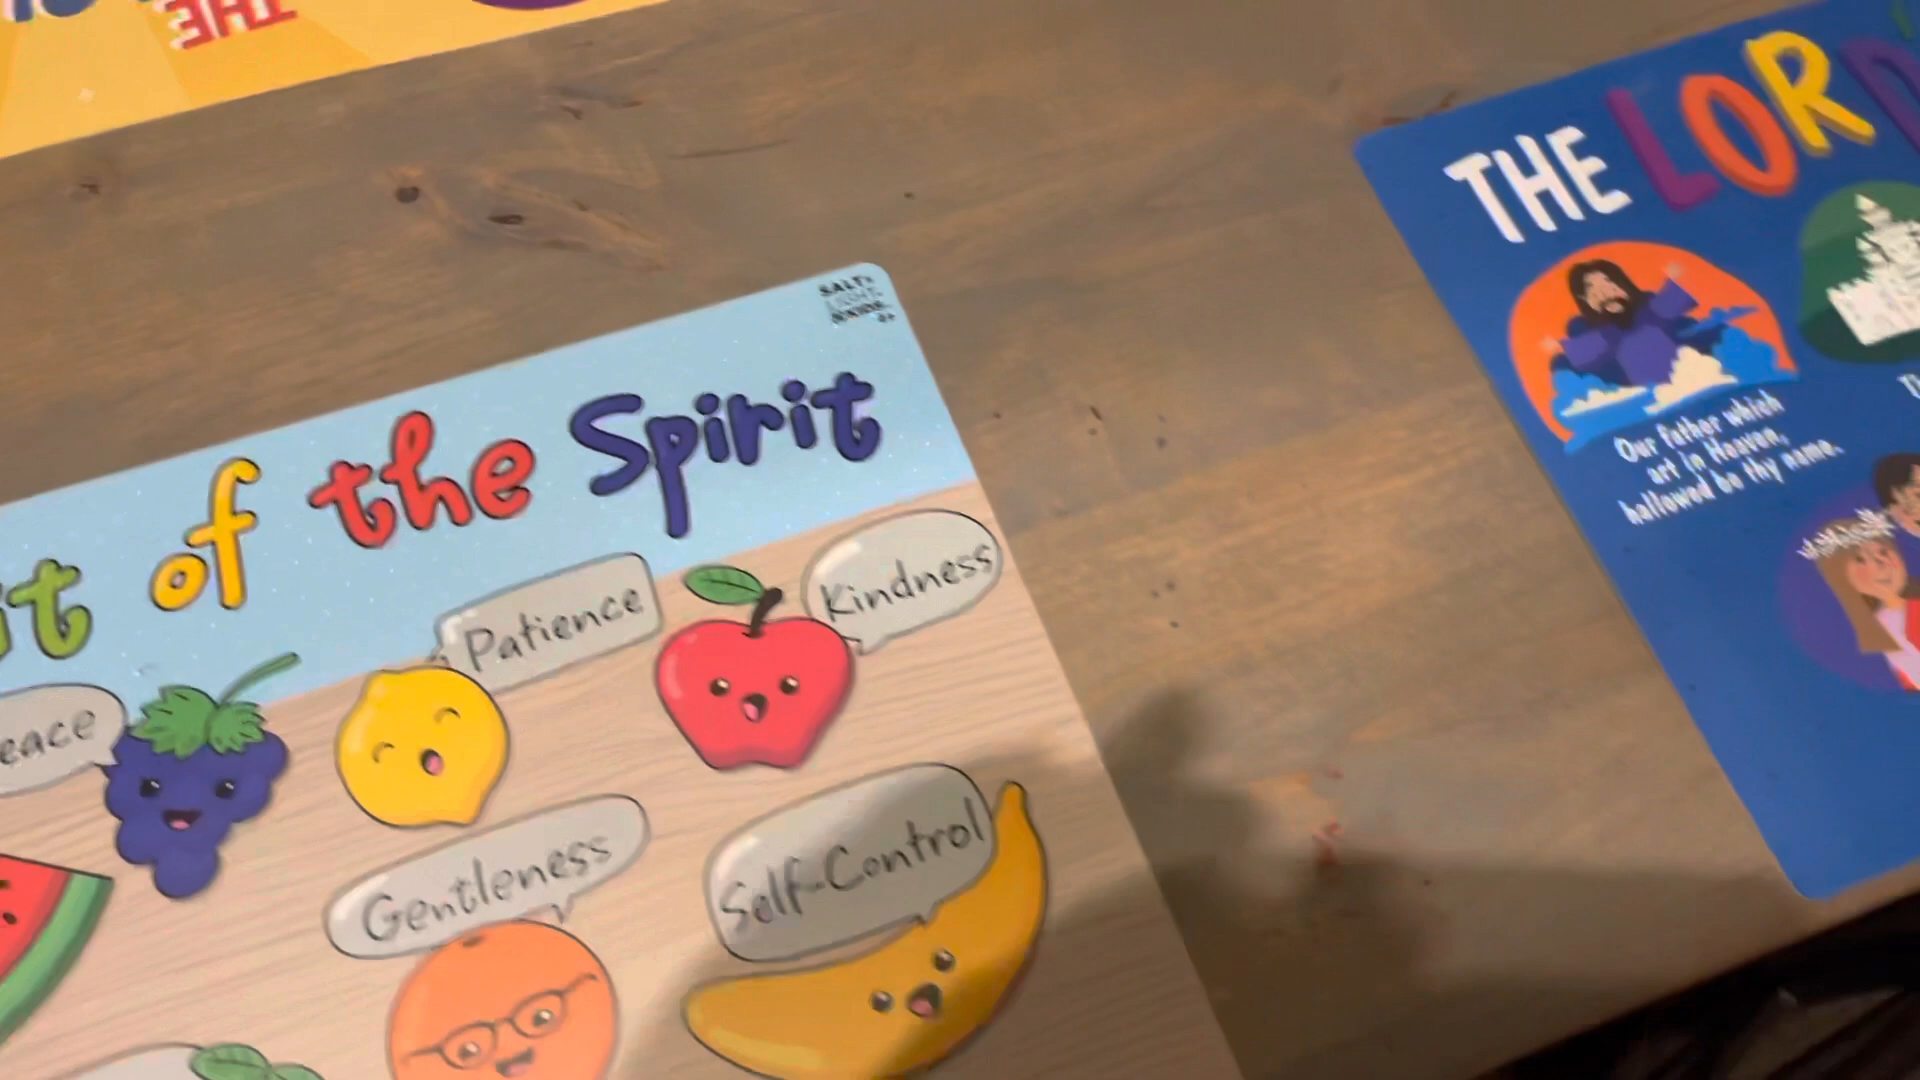 THE
SALT+
LIGHT
it of the Spirit
Patience
Kindness
eace
Gentleness
Self-Control
THE LORD'
Our father which
art in Heaven,
hallowed be thy name.